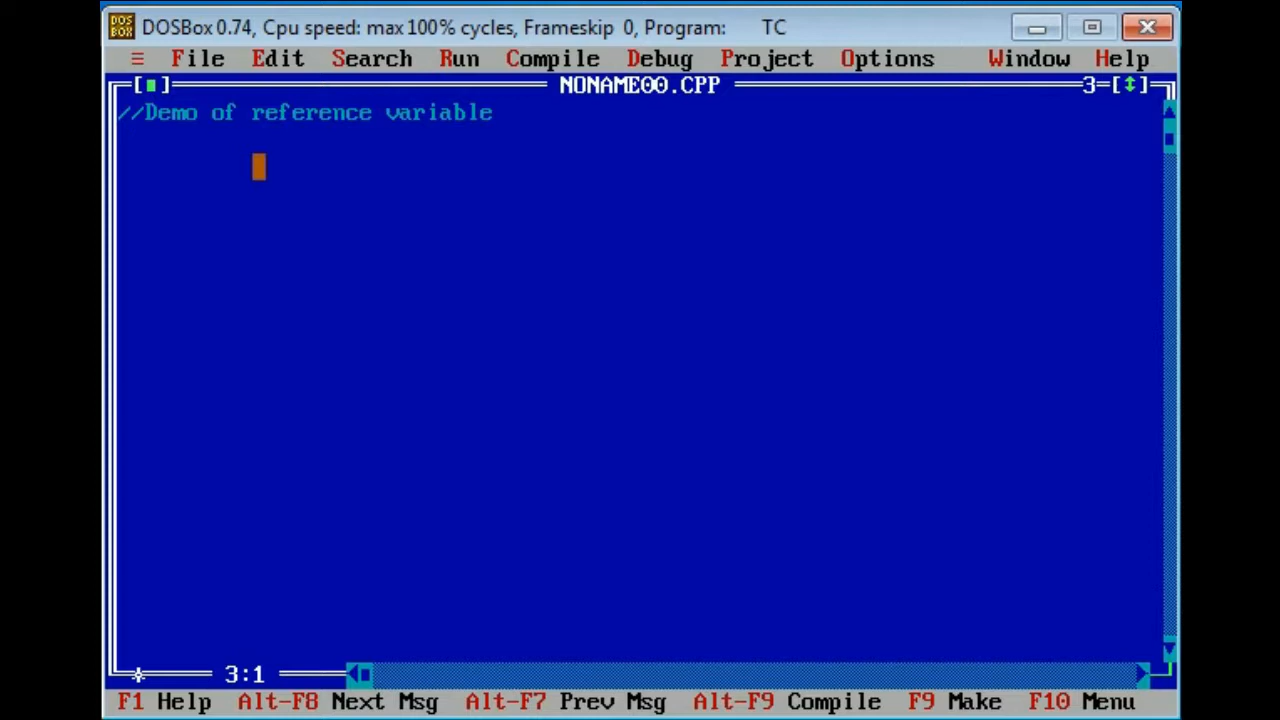 DOS BOX DOSBox 0.74, Cpu speed: max 100% cycles, Frameskip 0, Program: TC
≡ File Edit Search Run Compile Debug Project Options Window Help
[■] NONAME00.CPP 3=[↕]
//Demo of reference variable
3:1
F1 Help Alt-F8 Next Msg Alt-F7 Prev Msg Alt-F9 Compile F9 Make F10 Menu